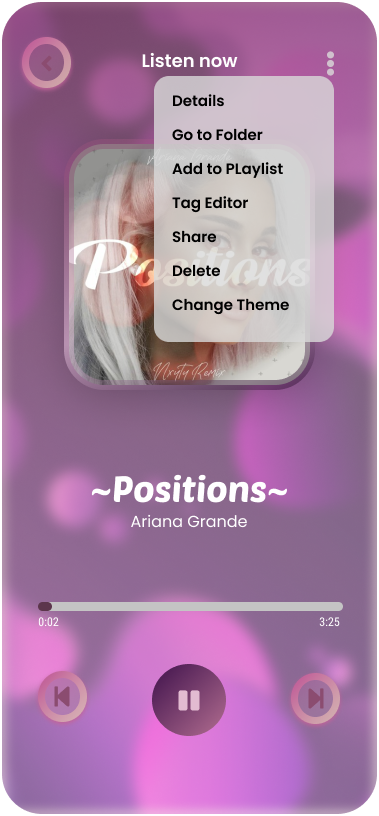 Listen now
Details
Go to Folder
Add to PLaylist
Tag Editor
Share
Delete
Change Theme
Positions
Nxyty Remix
~Positions~
Ariana Grande
0:02
3:25